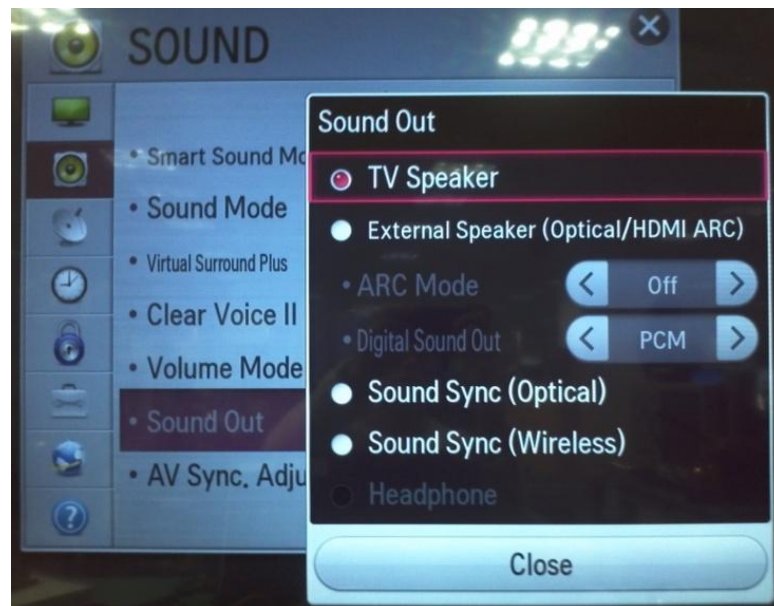 SOUND
• Smart Sound Mo
• Sound Mode
• Virtual Surround Plus
• Clear Voice II
• Volume Mode
• Sound Out
• AV Sync. Adju
?
Sound Out
TV Speaker
External Speaker (Optical/HDMI ARC)
• ARC Mode < Off >
• Digital Sound Out < PCM >
Sound Sync (Optical)
Sound Sync (Wireless)
Headphone
Close